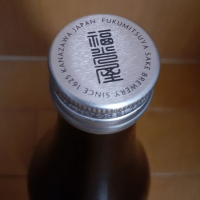 FUKUMITSUYA SAKE BREWERY. SINCE 1625 KANAZAWA JAPAN
福光屋